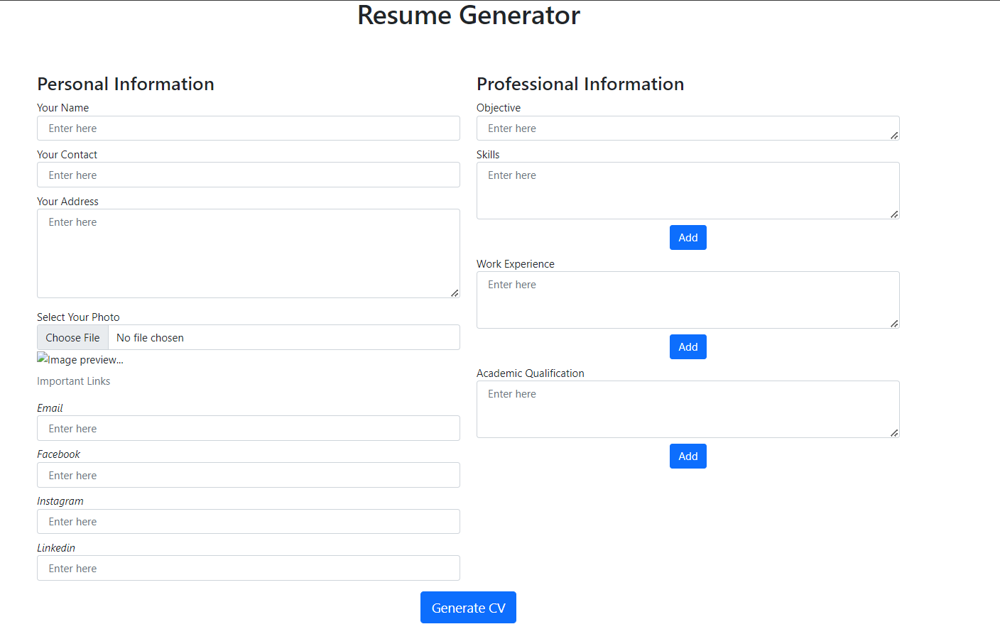 Resume Generator
Personal Information
Your Name
Enter here
Your Contact
Enter here
Your Address
Enter here
Select Your Photo
Choose File No file chosen
Image preview...
Important Links
Email
Enter here
Facebook
Enter here
Instagram
Enter here
Linkedin
Enter here
Professional Information
Objective
Enter here
Skills
Enter here
Add
Work Experience
Enter here
Add
Academic Qualification
Enter here
Add
Generate CV